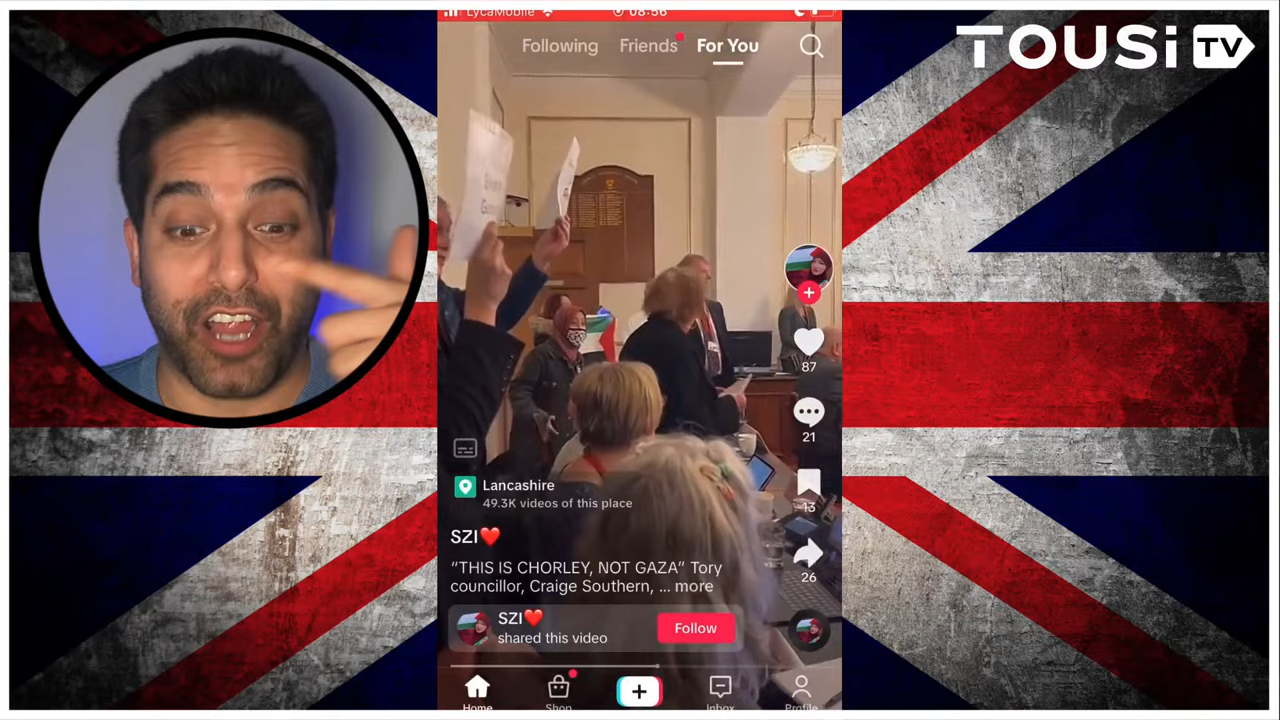 LycaMobile
08:56
TOUSi TV
Following Friends For You
87
21
Lancashire
49.3K videos of this place
13
SZI❤️
“THIS IS CHORLEY, NOT GAZA” Tory
councillor, Craige Southern, ... more
26
SZI❤️
shared this video
Follow
Home Shop Inbox Profile